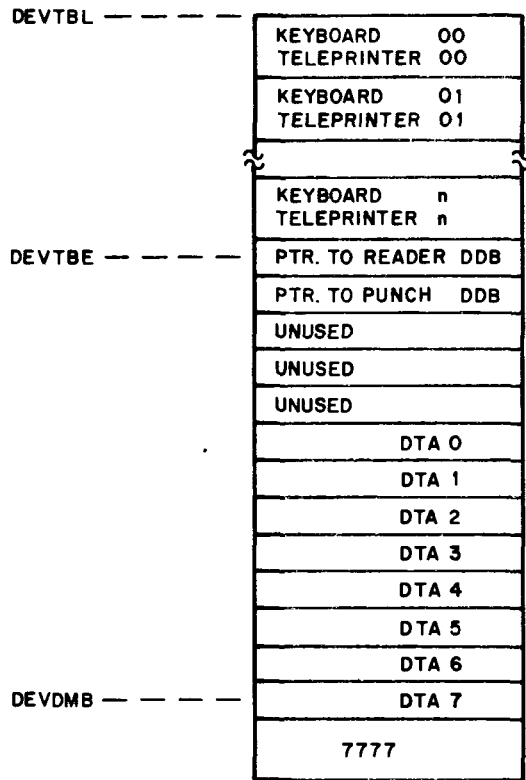 DEVTBL
KEYBOARD 00
TELEPRINTER 00
KEYBOARD 01
TELEPRINTER 01
KEYBOARD n
TELEPRINTER n
DEVTBE
PTR. TO READER DDB
PTR. TO PUNCH DDB
UNUSED
UNUSED
UNUSED
DTA 0
DTA 1
DTA 2
DTA 3
DTA 4
DTA 5
DTA 6
DEVDMB
DTA 7
7777